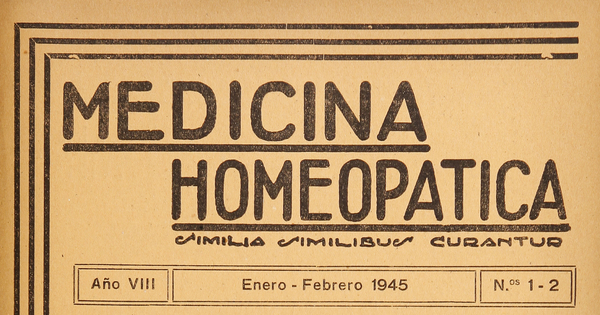 MEDICINA
HOMEOPATICA
SIMILIA SIMILIBUS CURANTUR
Año VIII
Enero - Febrero 1945
N.os 1 - 2